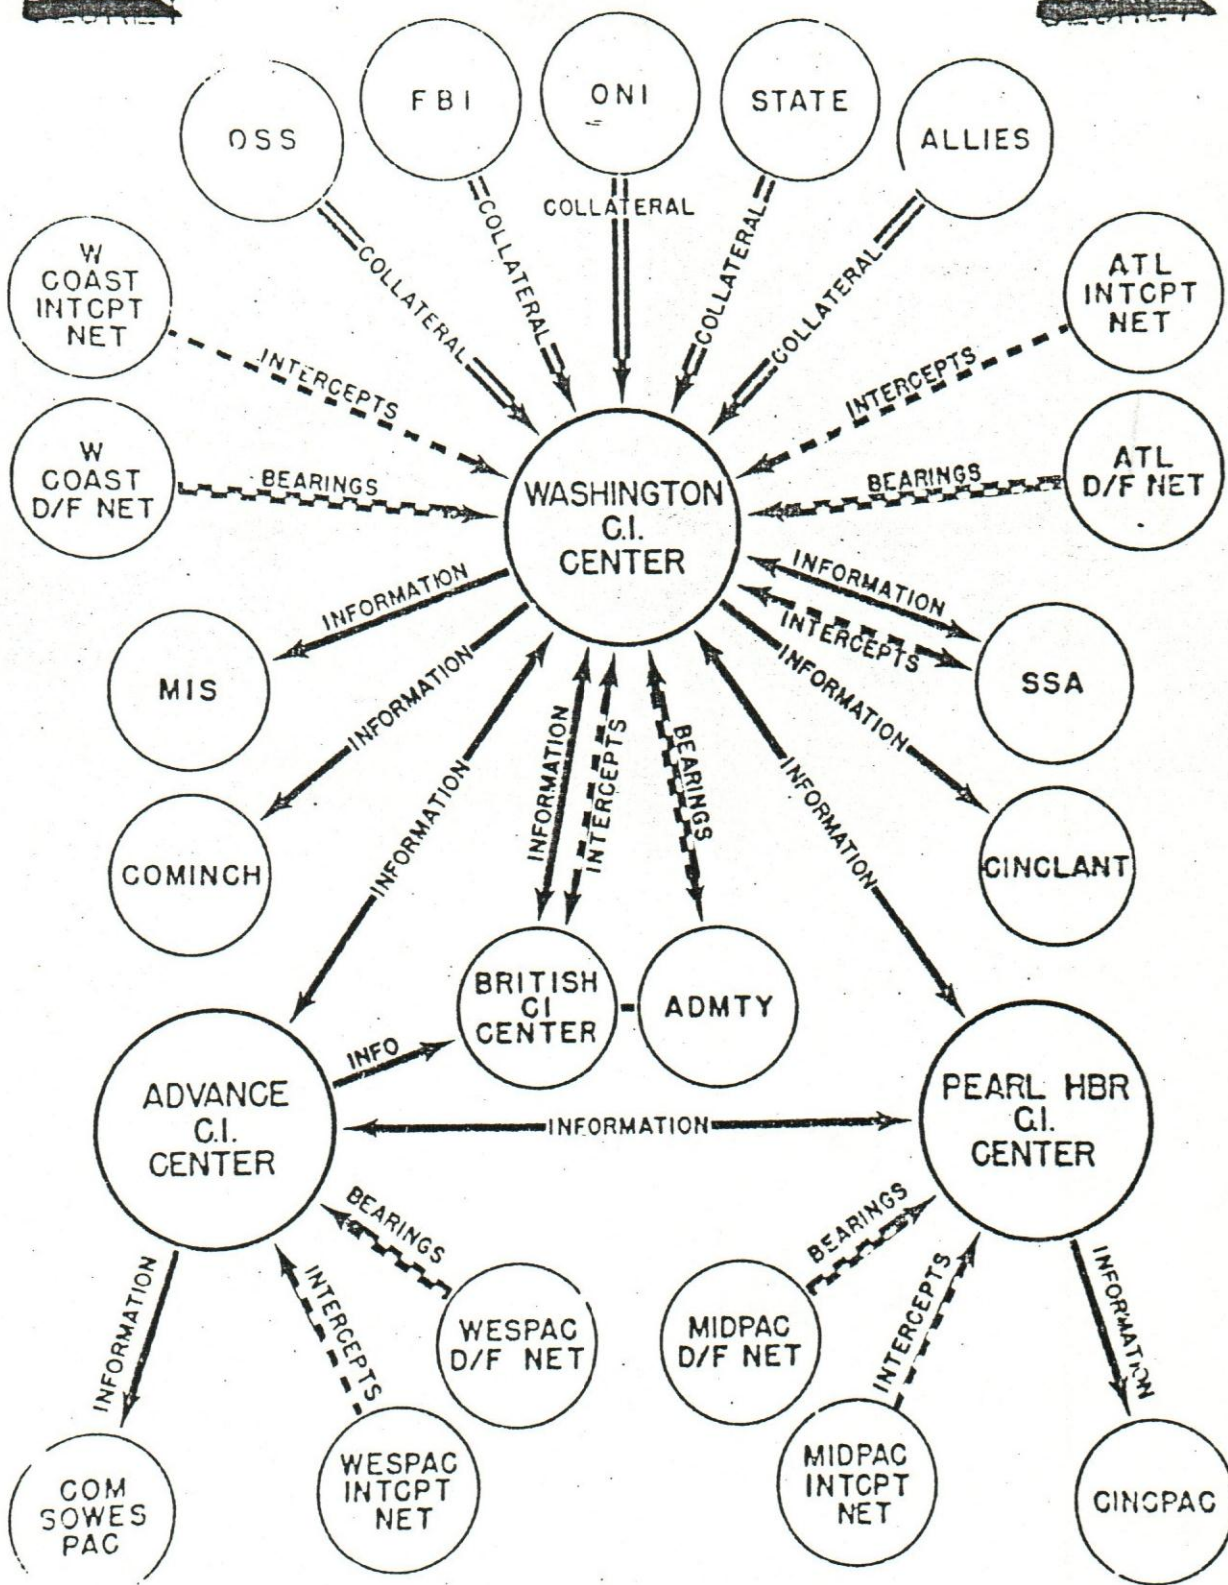 SECRET
SECRET
OSS
FBI
ONI
STATE
ALLIES
COLLATERAL
COLLATERAL
COLLATERAL
COLLATERAL
COLLATERAL
W
COAST
INTCPT
NET
ATL
INTCPT
NET
INTERCEPTS
INTERCEPTS
W
COAST
D/F NET
BEARINGS
WASHINGTON
C.I.
CENTER
BEARINGS
ATL
D/F NET
INFORMATION
INFORMATION
INTERCEPTS
MIS
INFORMATION
INFORMATION
SSA
INFORMATION
INFORMATION
INTERCEPTS
BEARINGS
INFORMATION
COMINCH
CINCLANT
BRITISH
CI
CENTER
-
ADMTY
INFO
ADVANCE
C.I.
CENTER
INFORMATION
PEARL HBR
C.I.
CENTER
BEARINGS
BEARINGS
INFORMATION
INTERCEPTS
INTERCEPTS
INFORMATION
WESPAC
D/F NET
MIDPAC
D/F NET
COM
SOWES
PAC
WESPAC
INTCPT
NET
MIDPAC
INTCPT
NET
CINCPAC